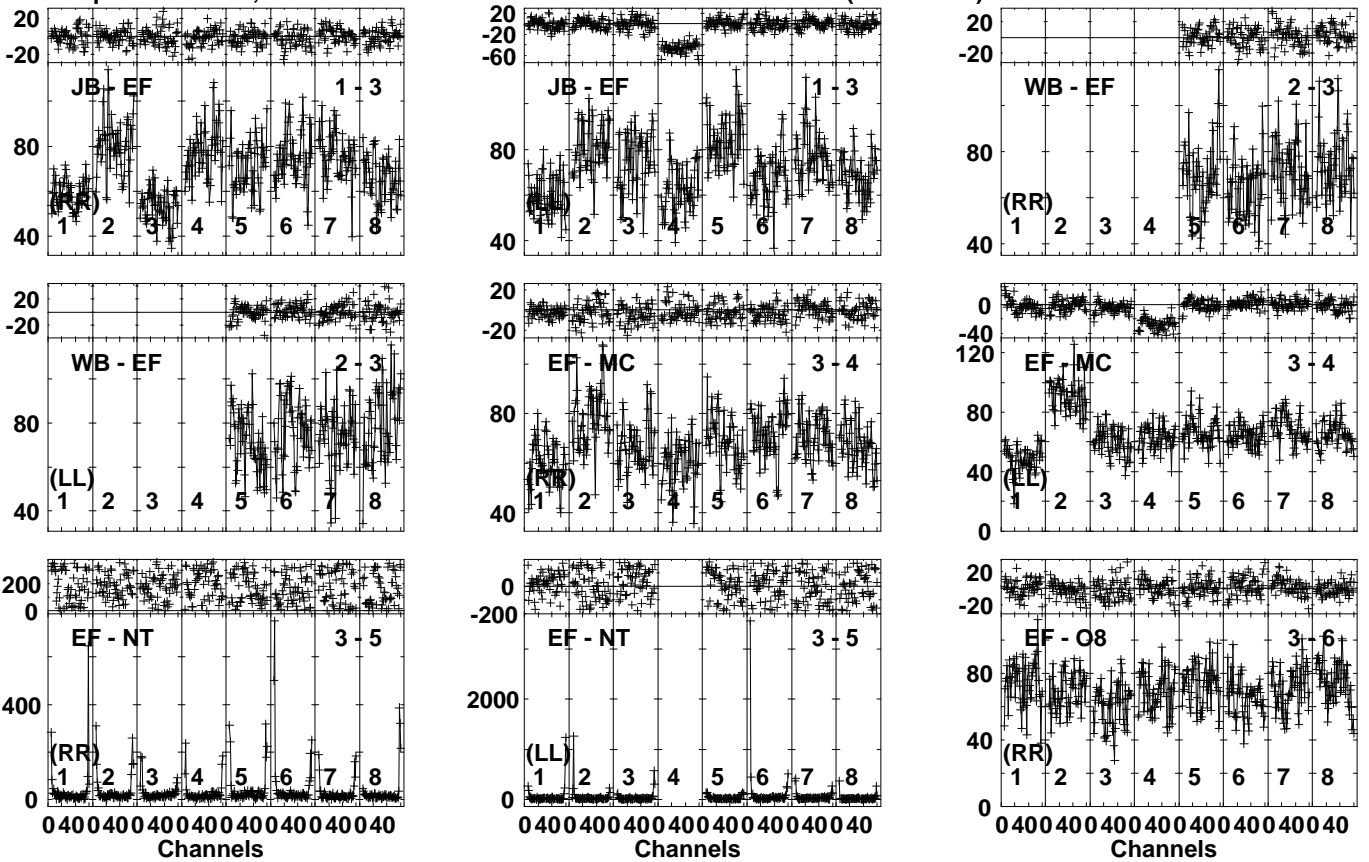 20 -20
JB - EF 1 - 3
80
(RR)
40
1 2 3 4 5 6 7 8
20 -20 -60
JB - EF 1 - 3
80
(LL)
40
1 2 3 4 5 6 7 8
20 -20
WB - EF 2 - 3
80
(RR)
40
1 2 3 4 5 6 7 8
20 -20
WB - EF 2 - 3
80
(LL)
40
1 2 3 4 5 6 7 8
20 -20
EF - MC 3 - 4
80
(RR)
40
1 2 3 4 5 6 7 8
0 -40
120
EF - MC 3 - 4
80
40
(LL)
0
1 2 3 4 5 6 7 8
200 0
EF - NT 3 - 5
400
(RR)
0
1 2 3 4 5 6 7 8
0 40 0 40 0 40 0 40 0 40 0 40 0 40 0 40
Channels
0 -200
EF - NT 3 - 5
2000
(LL)
0
1 2 3 4 5 6 7 8
0 40 0 40 0 40 0 40 0 40 0 40 0 40 0 40
Channels
20 -20
EF - O8 3 - 6
80
40
(RR)
0
1 2 3 4 5 6 7 8
0 40 0 40 0 40 0 40 0 40 0 40 0 40 0 40
Channels